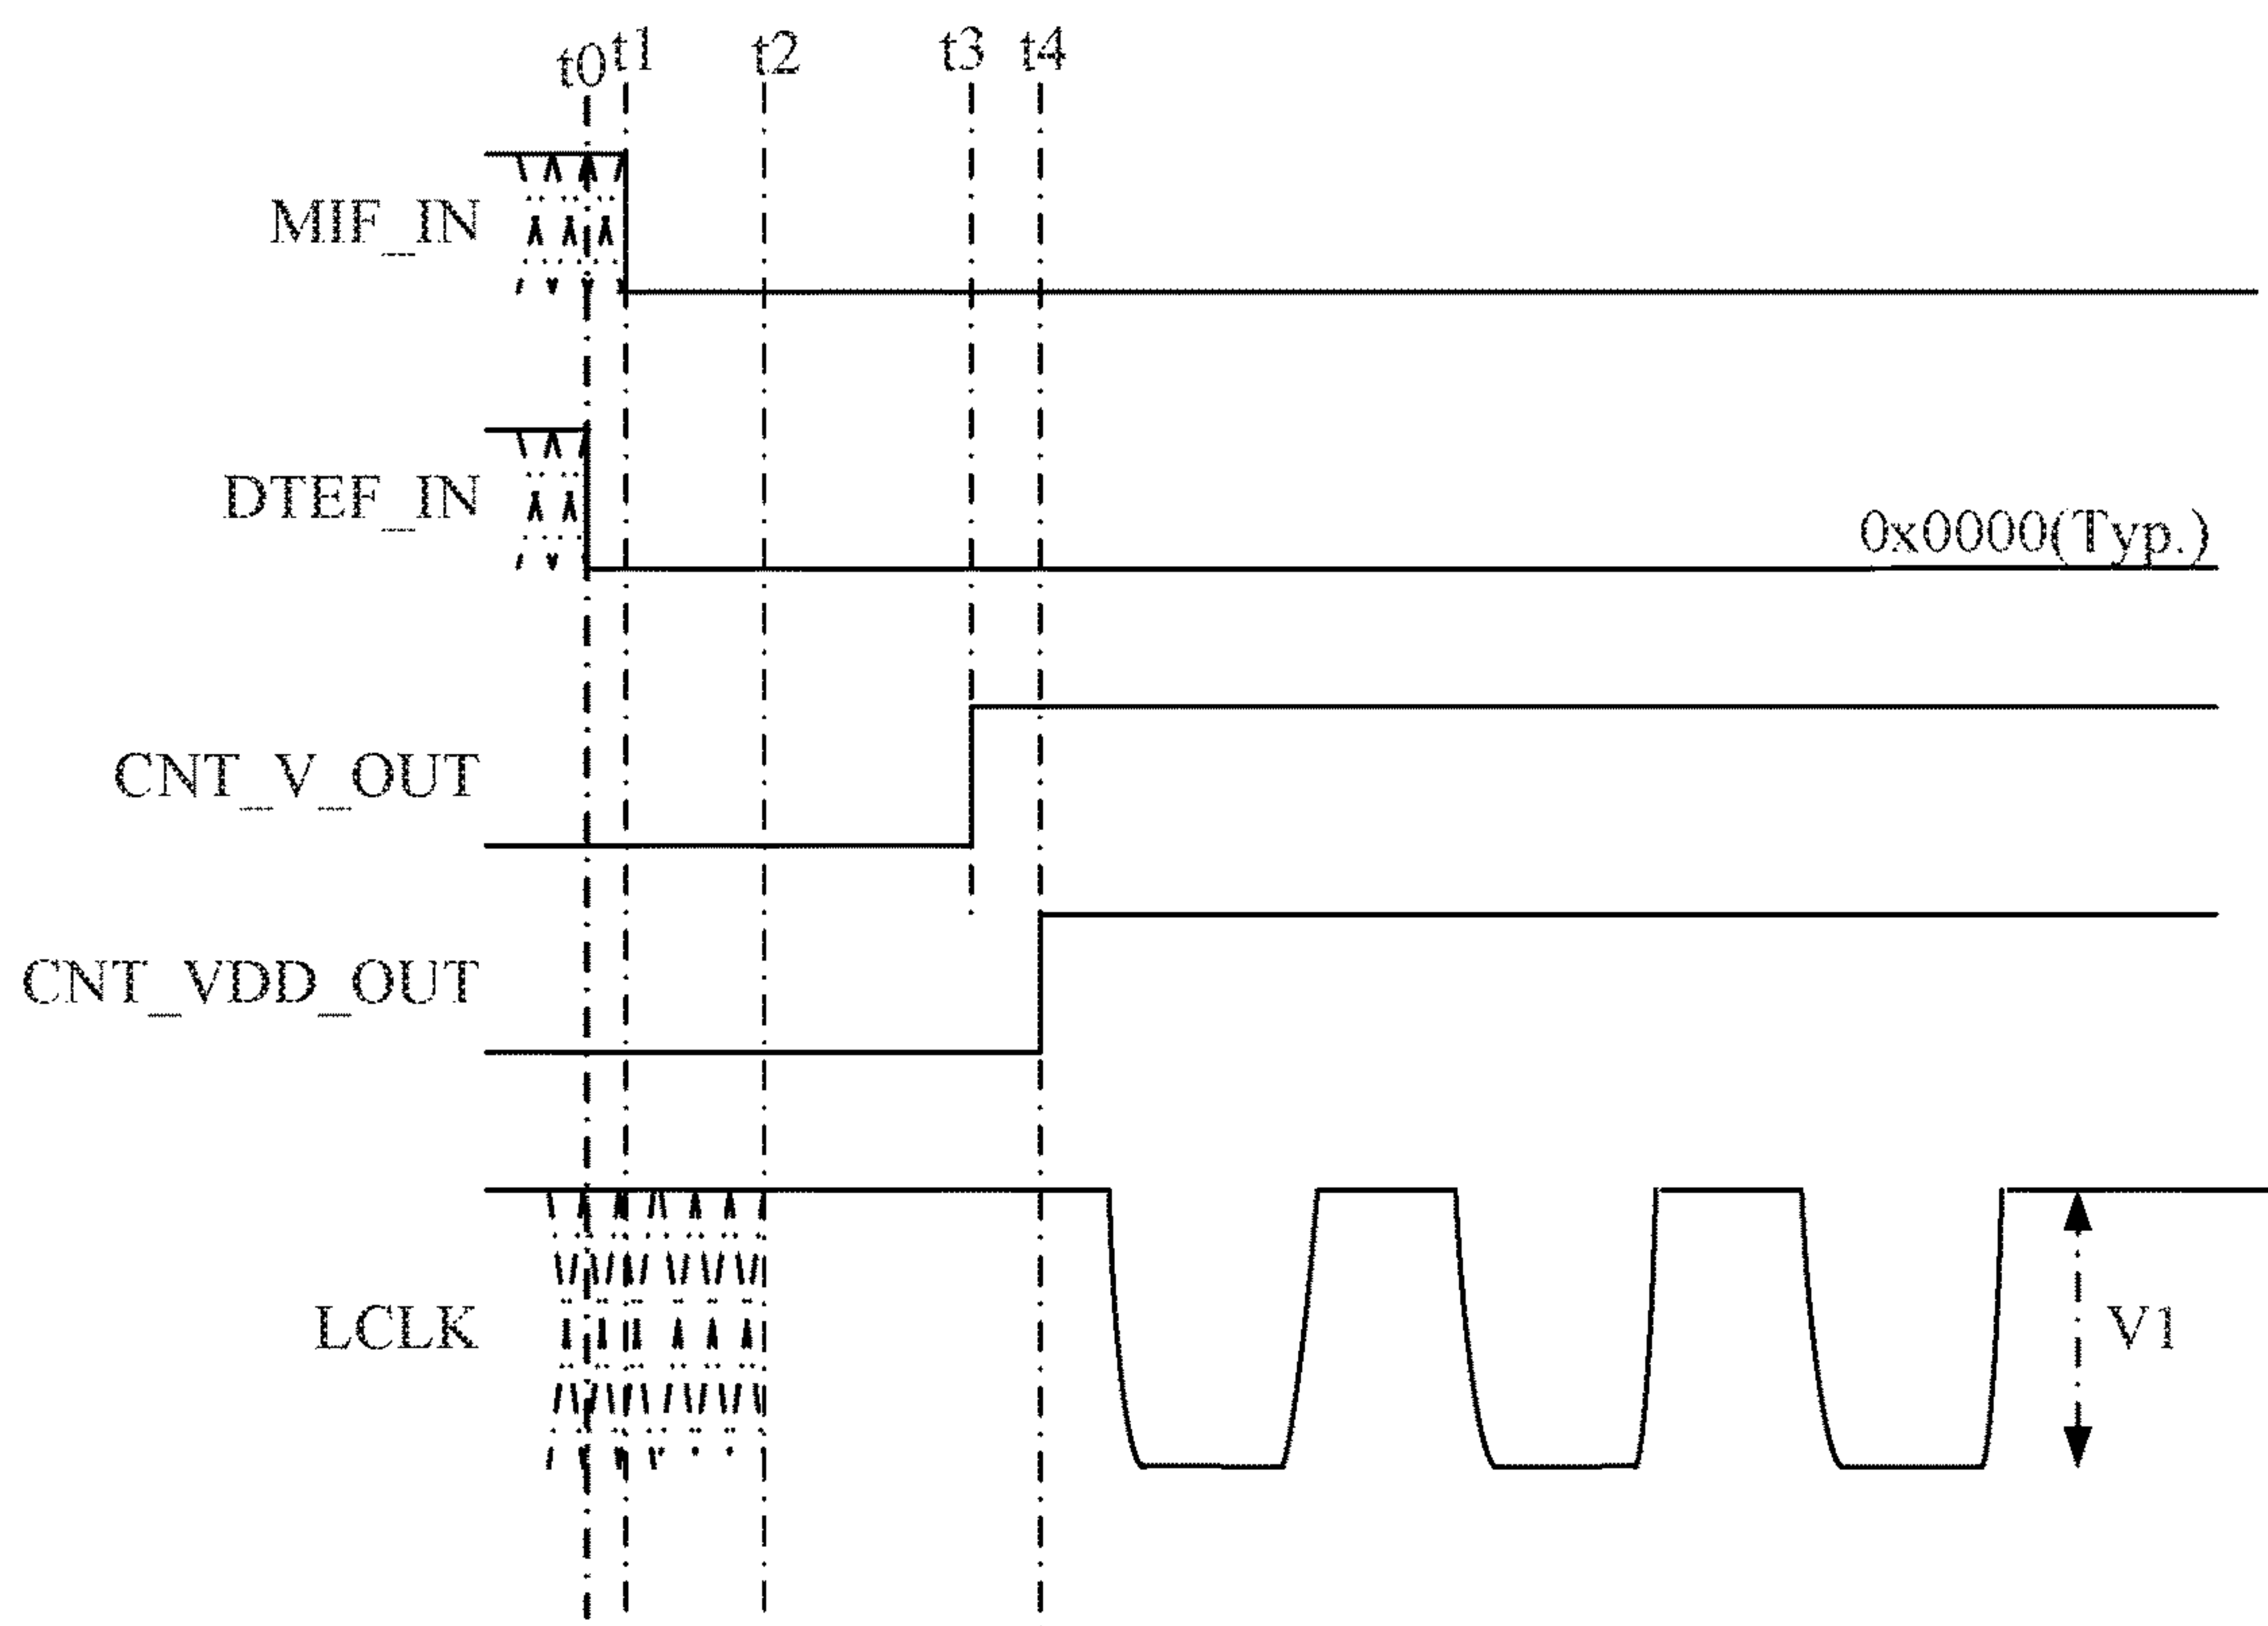 t0 t1 t2 t3 t4
MIF_IN
DTEF_IN
0x0000(Typ.)
CNT_V_OUT
CNT_VDD_OUT
LCLK
V1